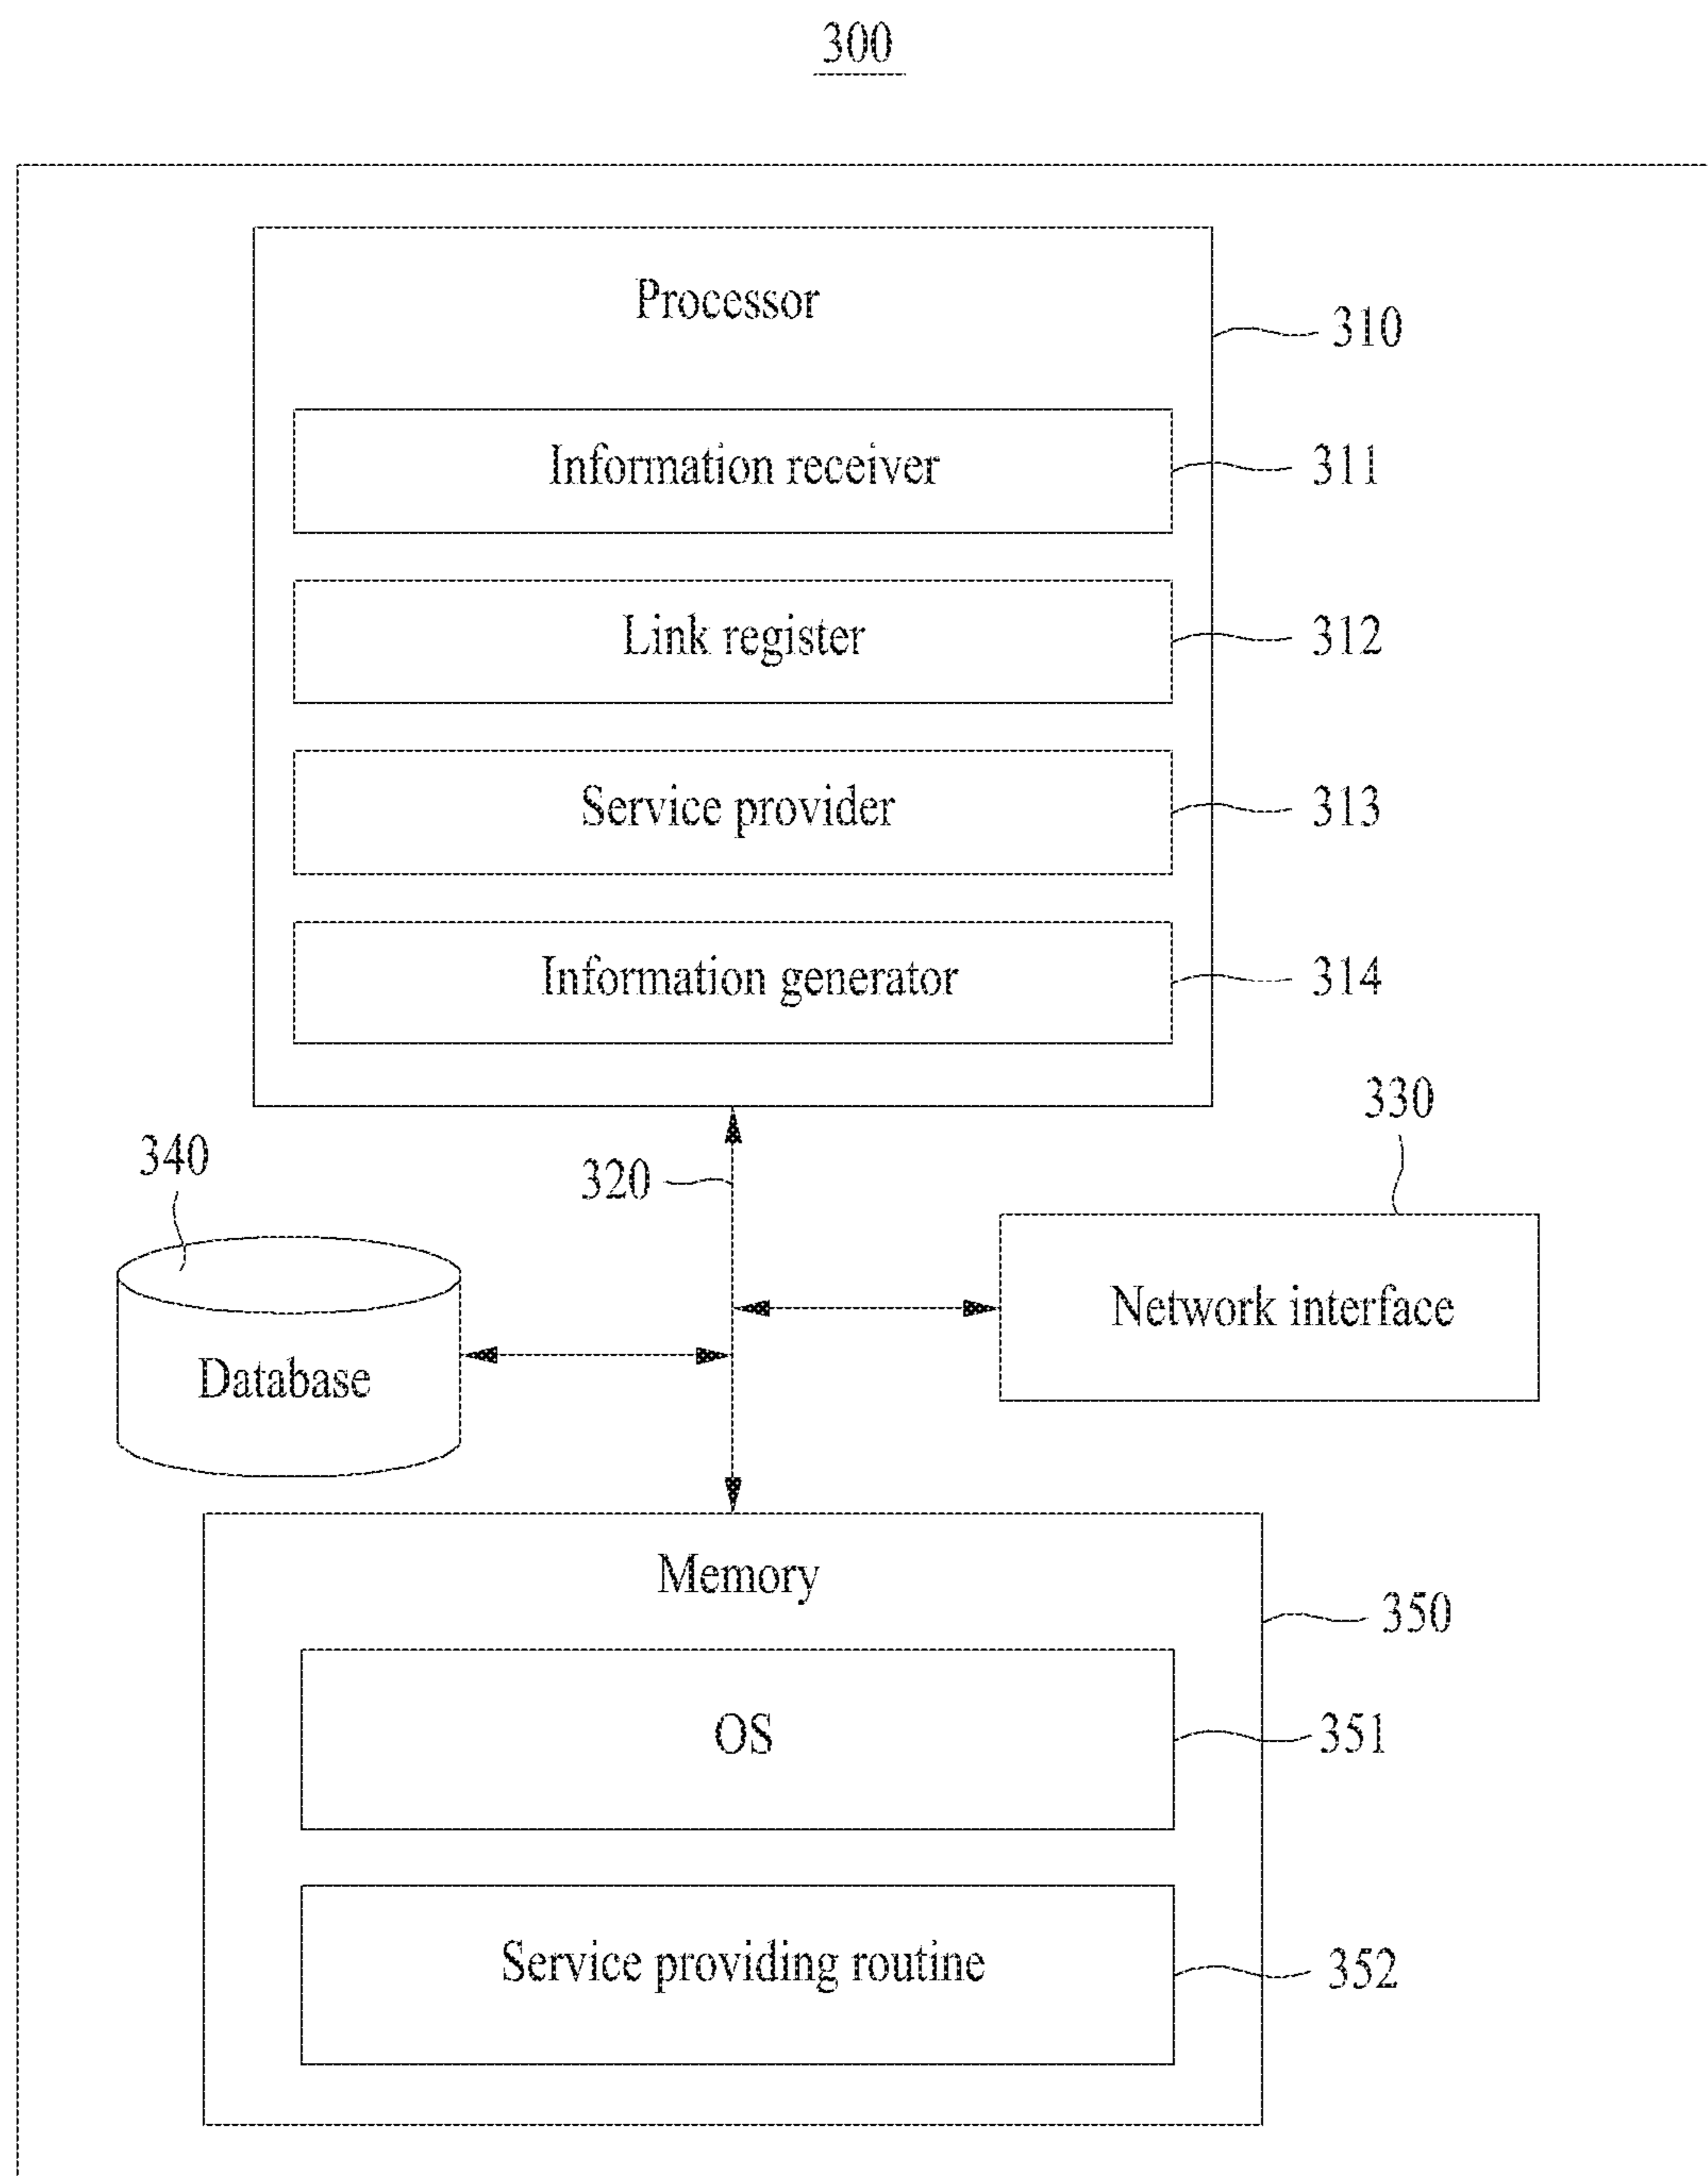 300
Processor
310
Information receiver
311
Link register
312
Service provider
313
Information generator
314
330
340
320
Network interface
Database
Memory
350
OS
351
Service providing routine
352